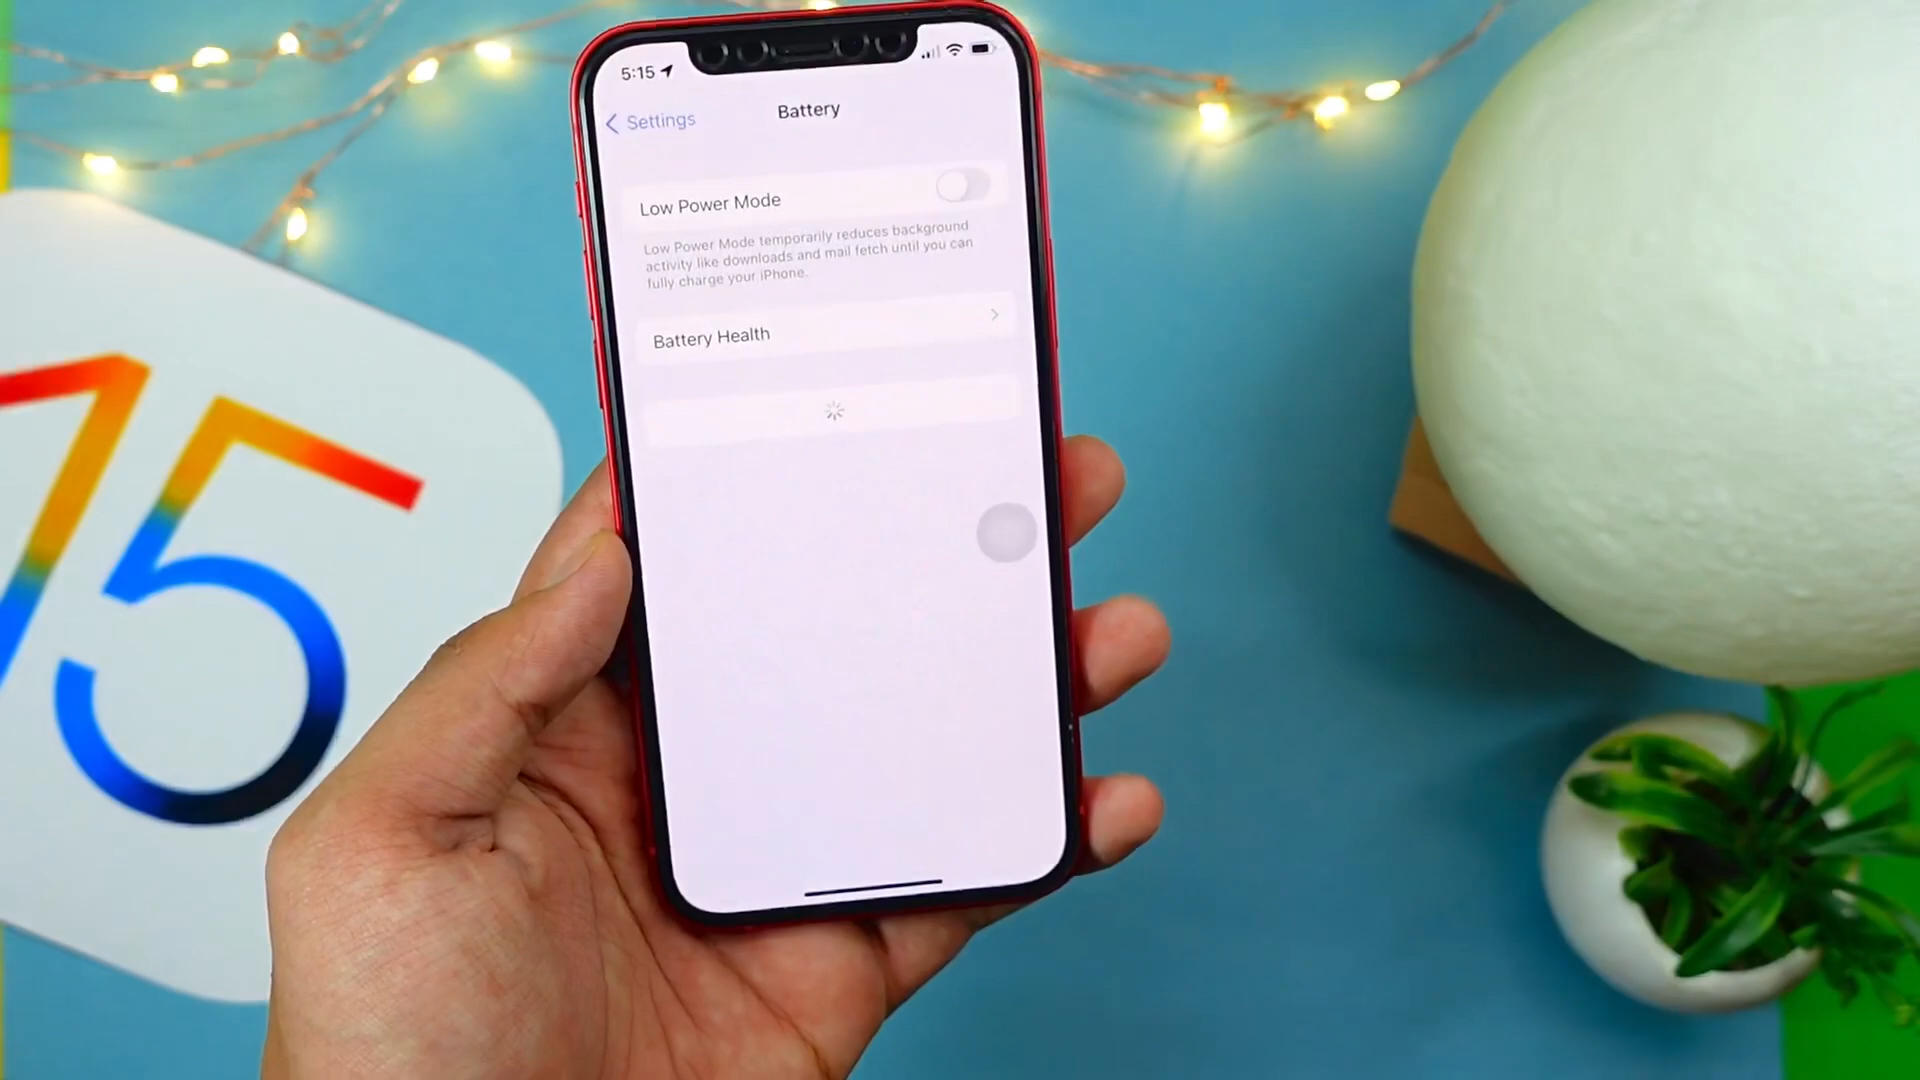 5:15
Settings
Battery
Low Power Mode
Low Power Mode temporarily reduces background
activity like downloads and mail fetch until you can
fully charge your iPhone.
Battery Health
15